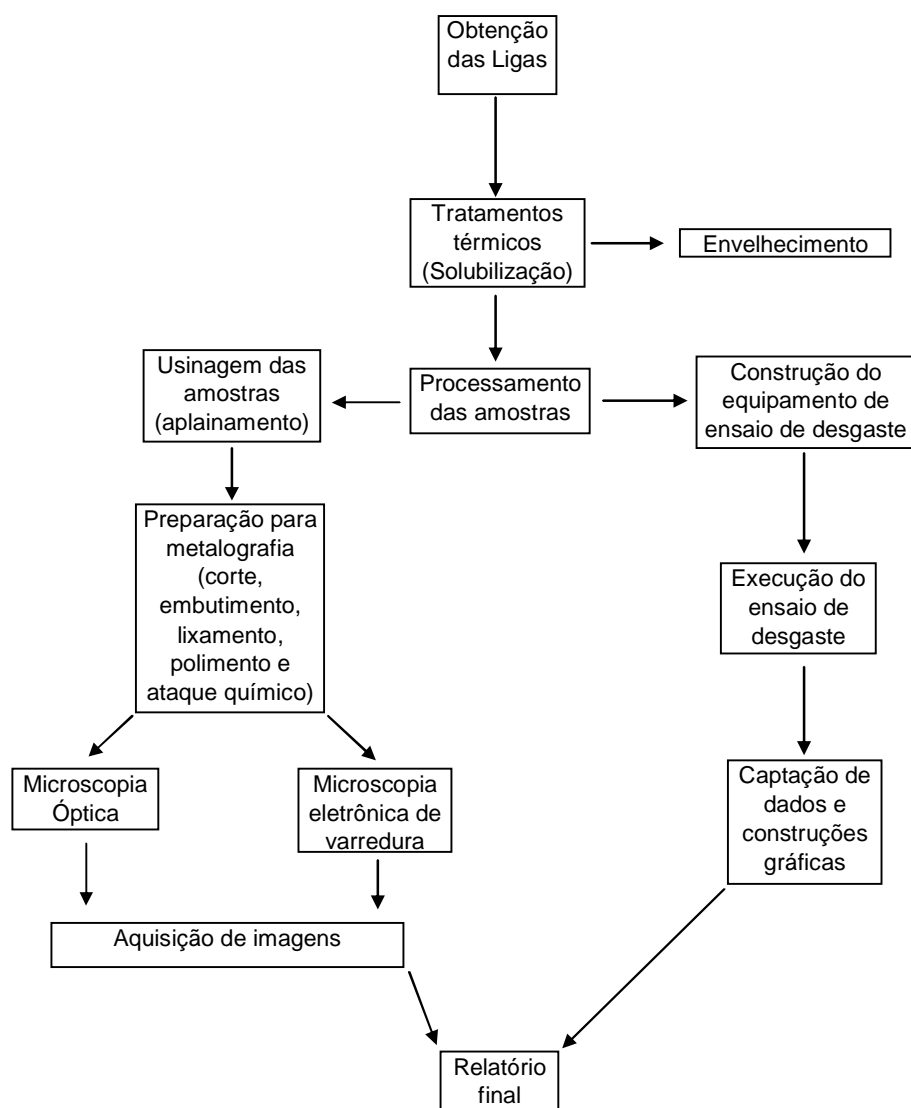 Obtenção
das Ligas
Tratamentos
térmicos
(Solubilização)
Envelhecimento
Usinagem das
amostras
(aplainamento)
Processamento
das amostras
Construção do
equipamento de
ensaio de desgaste
Preparação para
metalografia
(corte,
embutimento,
lixamento,
polimento e
ataque químico)
Execução do
ensaio de
desgaste
Microscopia
Óptica
Microscopia
eletrônica de
varredura
Captação de
dados e
construções
gráficas
Aquisição de imagens
Relatório
final